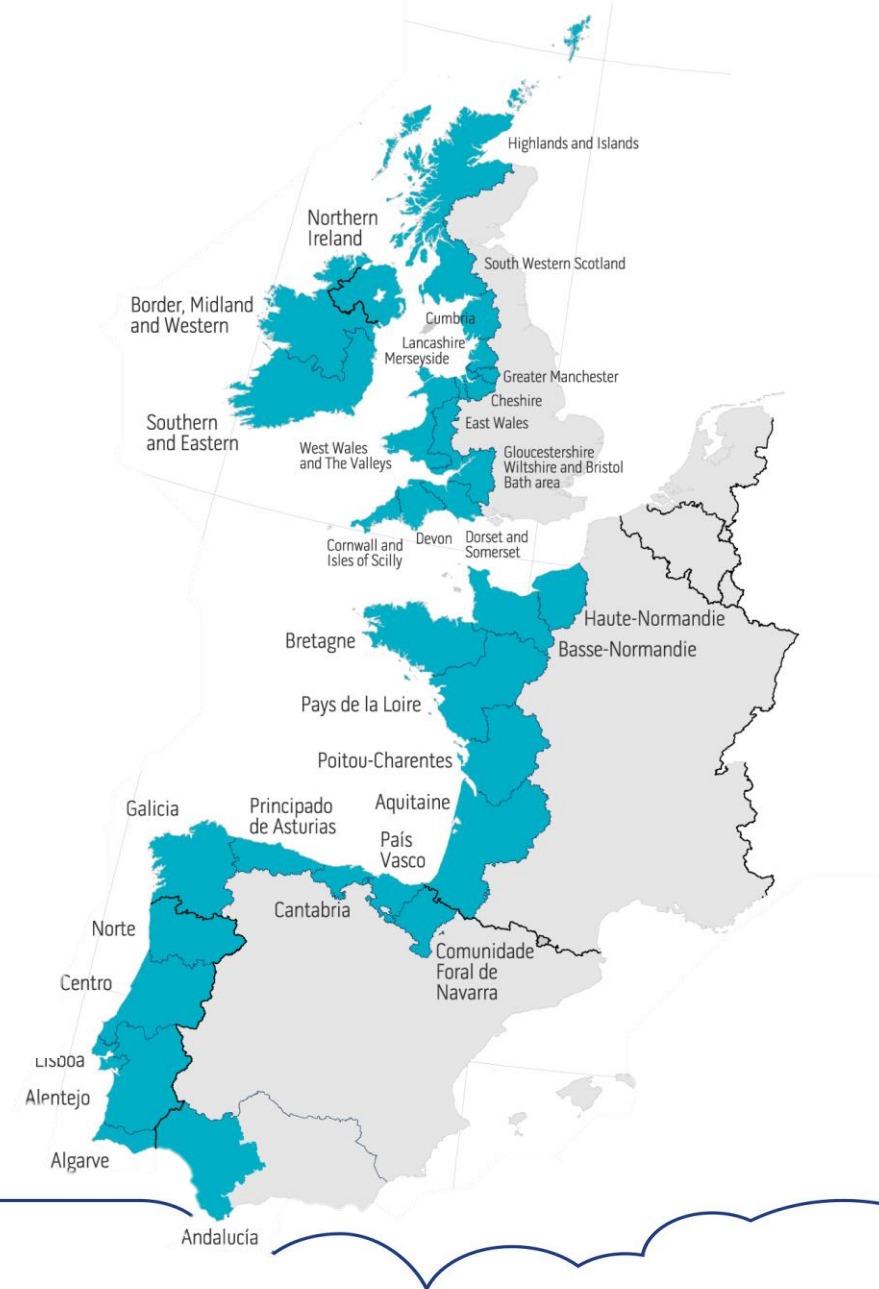 Highlands and Islands
Northern
Ireland
South Western Scotland
Border, Midland
and Western
Cumbria
Lancashire
Merseyside
Greater Manchester
Cheshire
East Wales
Southern
and Eastern
West Wales
and The Valleys
Gloucestershire
Wiltshire and Bristol
Bath area
Cornwall and
Isles of Scilly
Devon
Dorset and
Somerset
Haute-Normandie
Basse-Normandie
Bretagne
Pays de la Loire
Poitou-Charentes
Aquitaine
Galicia
Principado
de Asturias
País
Vasco
Cantabria
Norte
Comunidade
Foral de
Navarra
Centro
Lisboa
Alentejo
Algarve
Andalucía